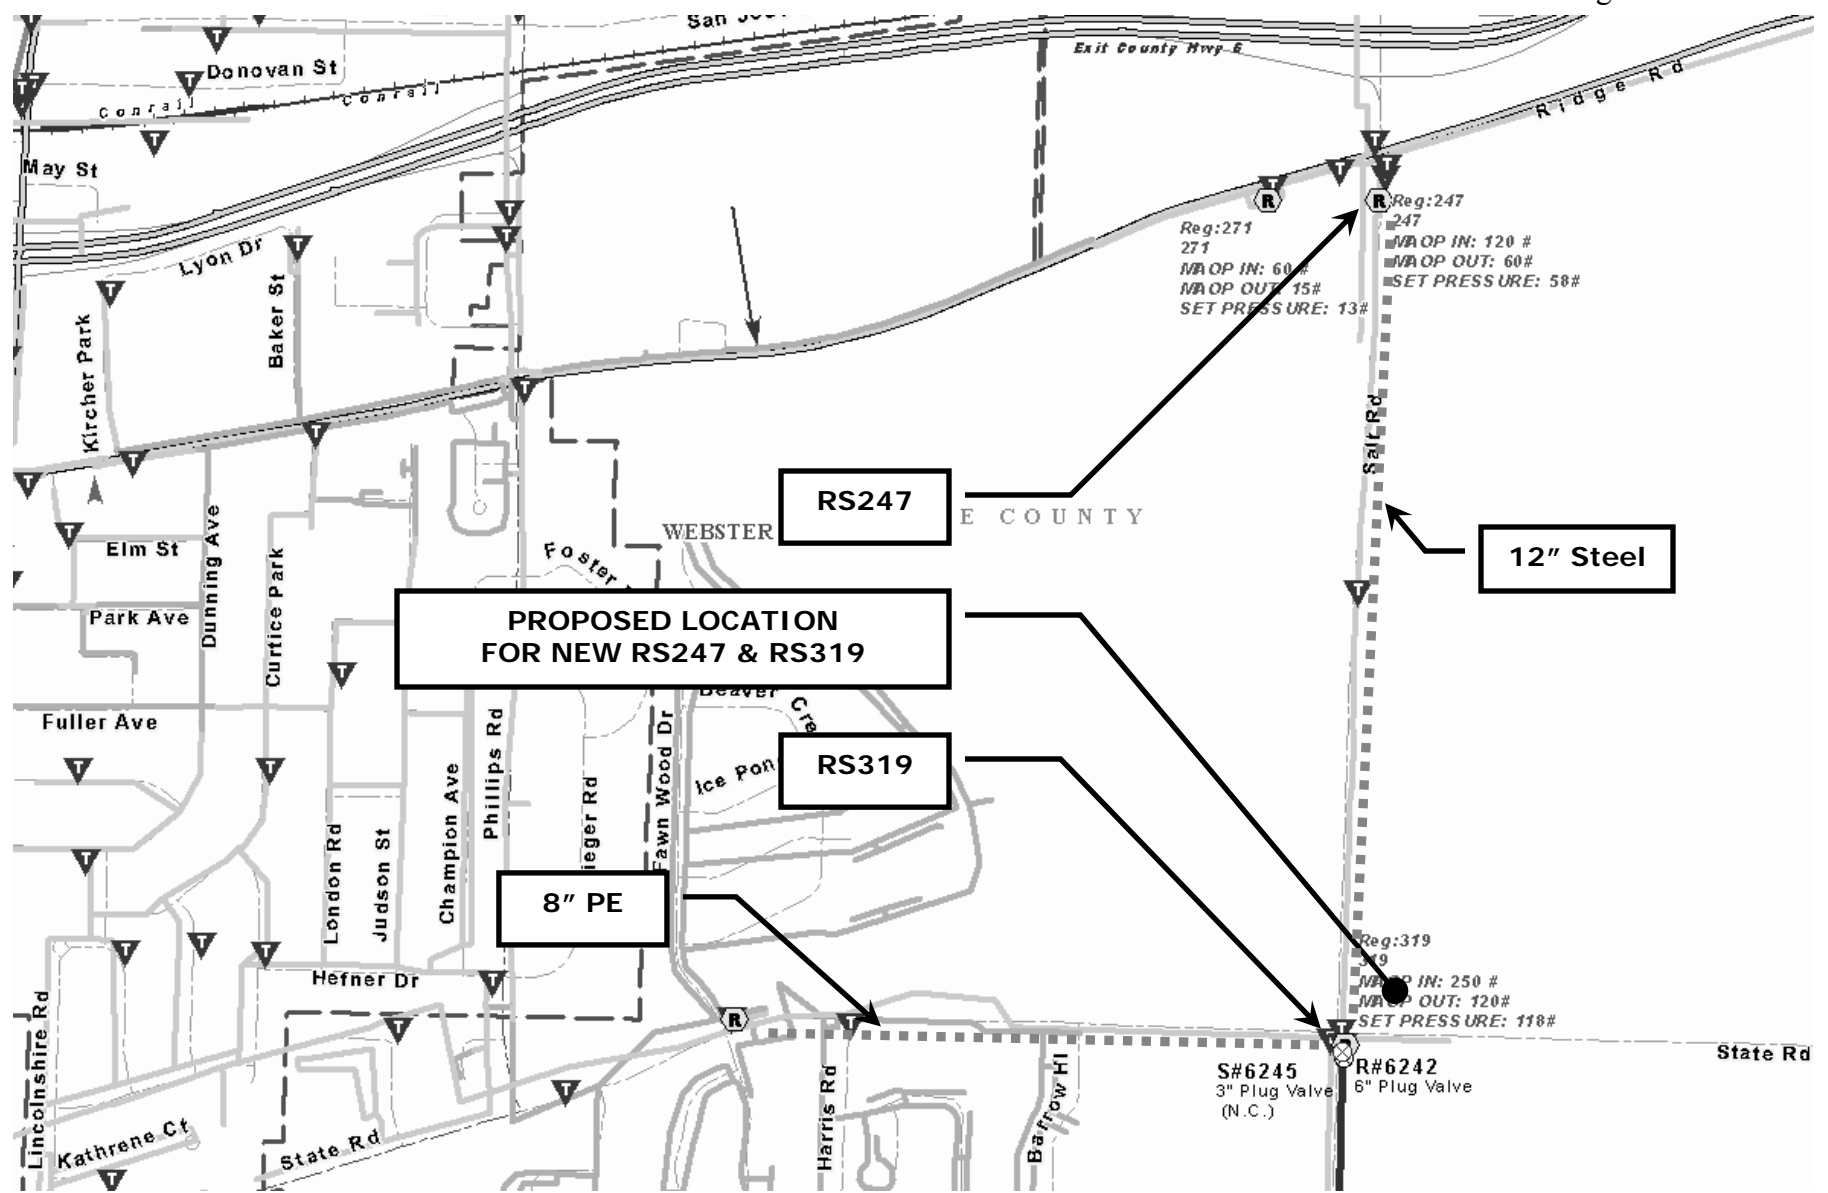 San Jos
Exit County Hwy 6
Donovan St
Conrail
Conrail
Ridge Rd
May St
Reg:247
247
MAOP IN: 120 #
MAOP OUT: 60#
SET PRESSURE: 58#
Reg:271
271
MAOP IN: 60 #
MAOP OUT: 15#
SET PRESSURE: 13#
Lyon Dr
Baker St
Kircher Park
Salt Rd
RS247
WEBSTER
E COUNTY
12” Steel
Elm St
Dunning Ave
Curtice Park
Foster
Park Ave
PROPOSED LOCATION
FOR NEW RS247 & RS319
Beaver
Cre
Fuller Ave
Phillips Rd
Fawn Wood Dr
RS319
Ice Pon
ieger Rd
Champion Ave
London Rd
Judson St
8” PE
Hefner Dr
Reg:319
319
MAOP IN: 250 #
MAOP OUT: 120#
SET PRESSURE: 118#
State Rd
S#6245
3" Plug Valve
(N.C.)
R#6242
6" Plug Valve
Lincolnshire Rd
Kathrene Ct
State Rd
Harris Rd
Barrow Hl